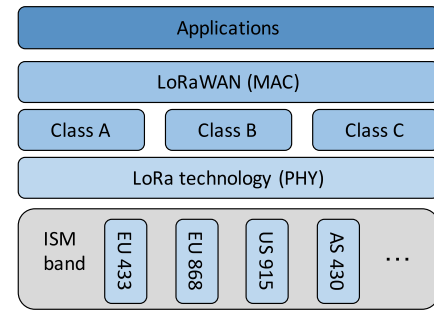 Applications
LoRaWAN (MAC)
Class A
Class B
Class C
LoRa technology (PHY)
ISM
band
EU 433
EU 868
US 915
AS 430
...